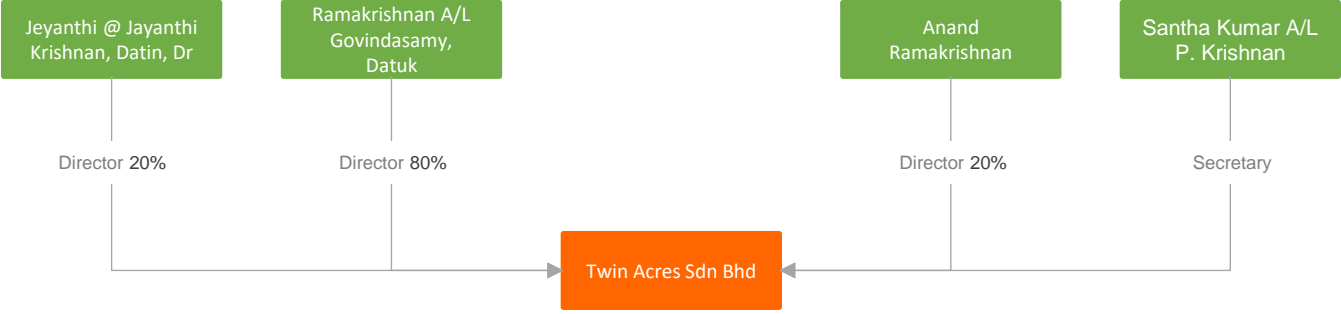 Jeyanthi @ Jayanthi
Krishnan, Datin, Dr
Ramakrishnan A/L
Govindasamy,
Datuk
Anand
Ramakrishnan
Santha Kumar A/L
P. Krishnan
Director 20%
Director 80%
Director 20%
Secretary
Twin Acres Sdn Bhd